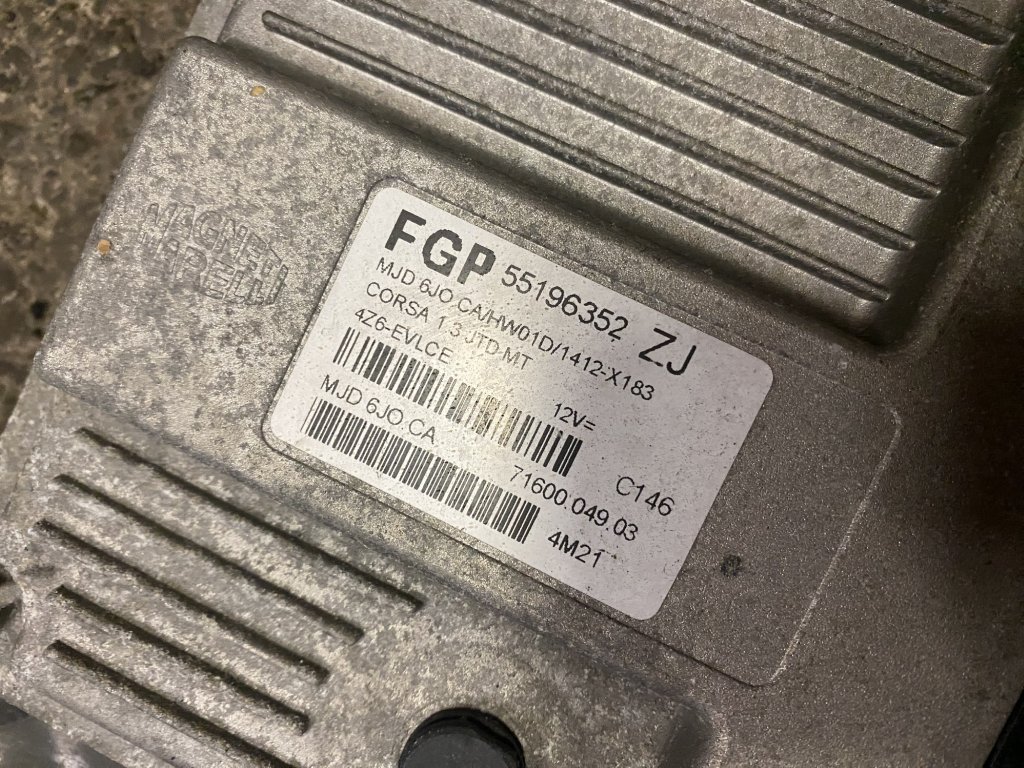 MAGNETI
MARELLI
FGP 55196352 ZJ
MJD 6JO.CA/HW01D/1412-X183
CORSA 1.3 JTD-MT
4Z6-EVLCE
12V=
C146
MJD 6JO.CA
71600.049.03
4M21